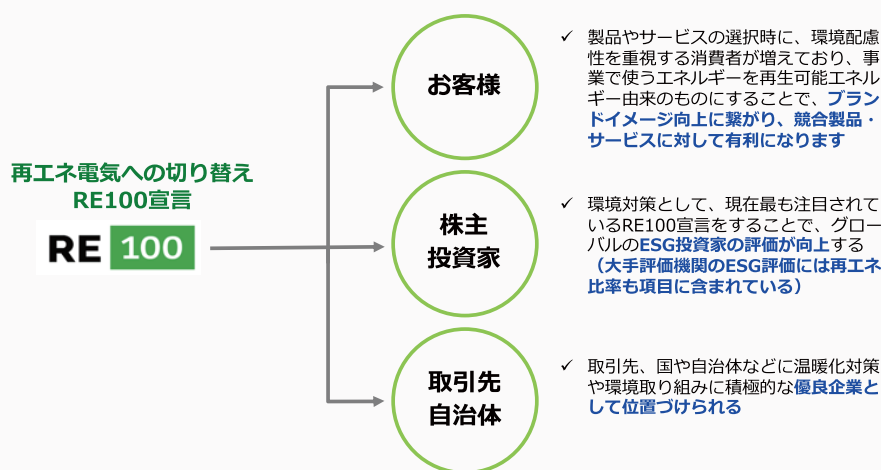 再エネ電気への切り替え
RE100宣言
RE 100
お客様
製品やサービスの選択時に、環境配慮
性を重視する消費者が増えており、事
業で使うエネルギーを再生可能エネル
ギー由来のものにすることで、ブラン
ドイメージ向上に繋がり、競合製品・
サービスに対して有利になります
株主
投資家
環境対策として、現在最も注目されて
いるRE100宣言をすることで、グロー
バルのESG投資家の評価が向上する
（大手評価機関のESG評価には再エネ
比率も項目に含まれている）
取引先
自治体
取引先、国や自治体などに温暖化対策
や環境取り組みに積極的な優良企業と
して位置づけられる